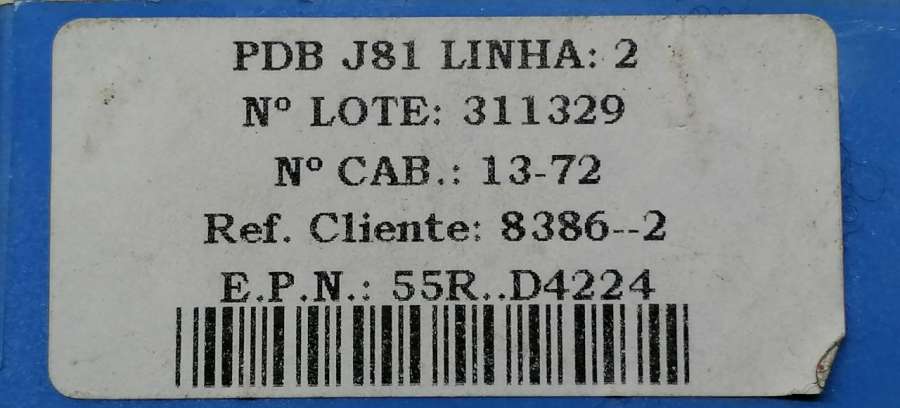 PDB J81 LINHA: 2
Nº LOTE: 311329
Nº CAB.: 13-72
Ref. Cliente: 8386--2
E.P.N.: 55R..D4224